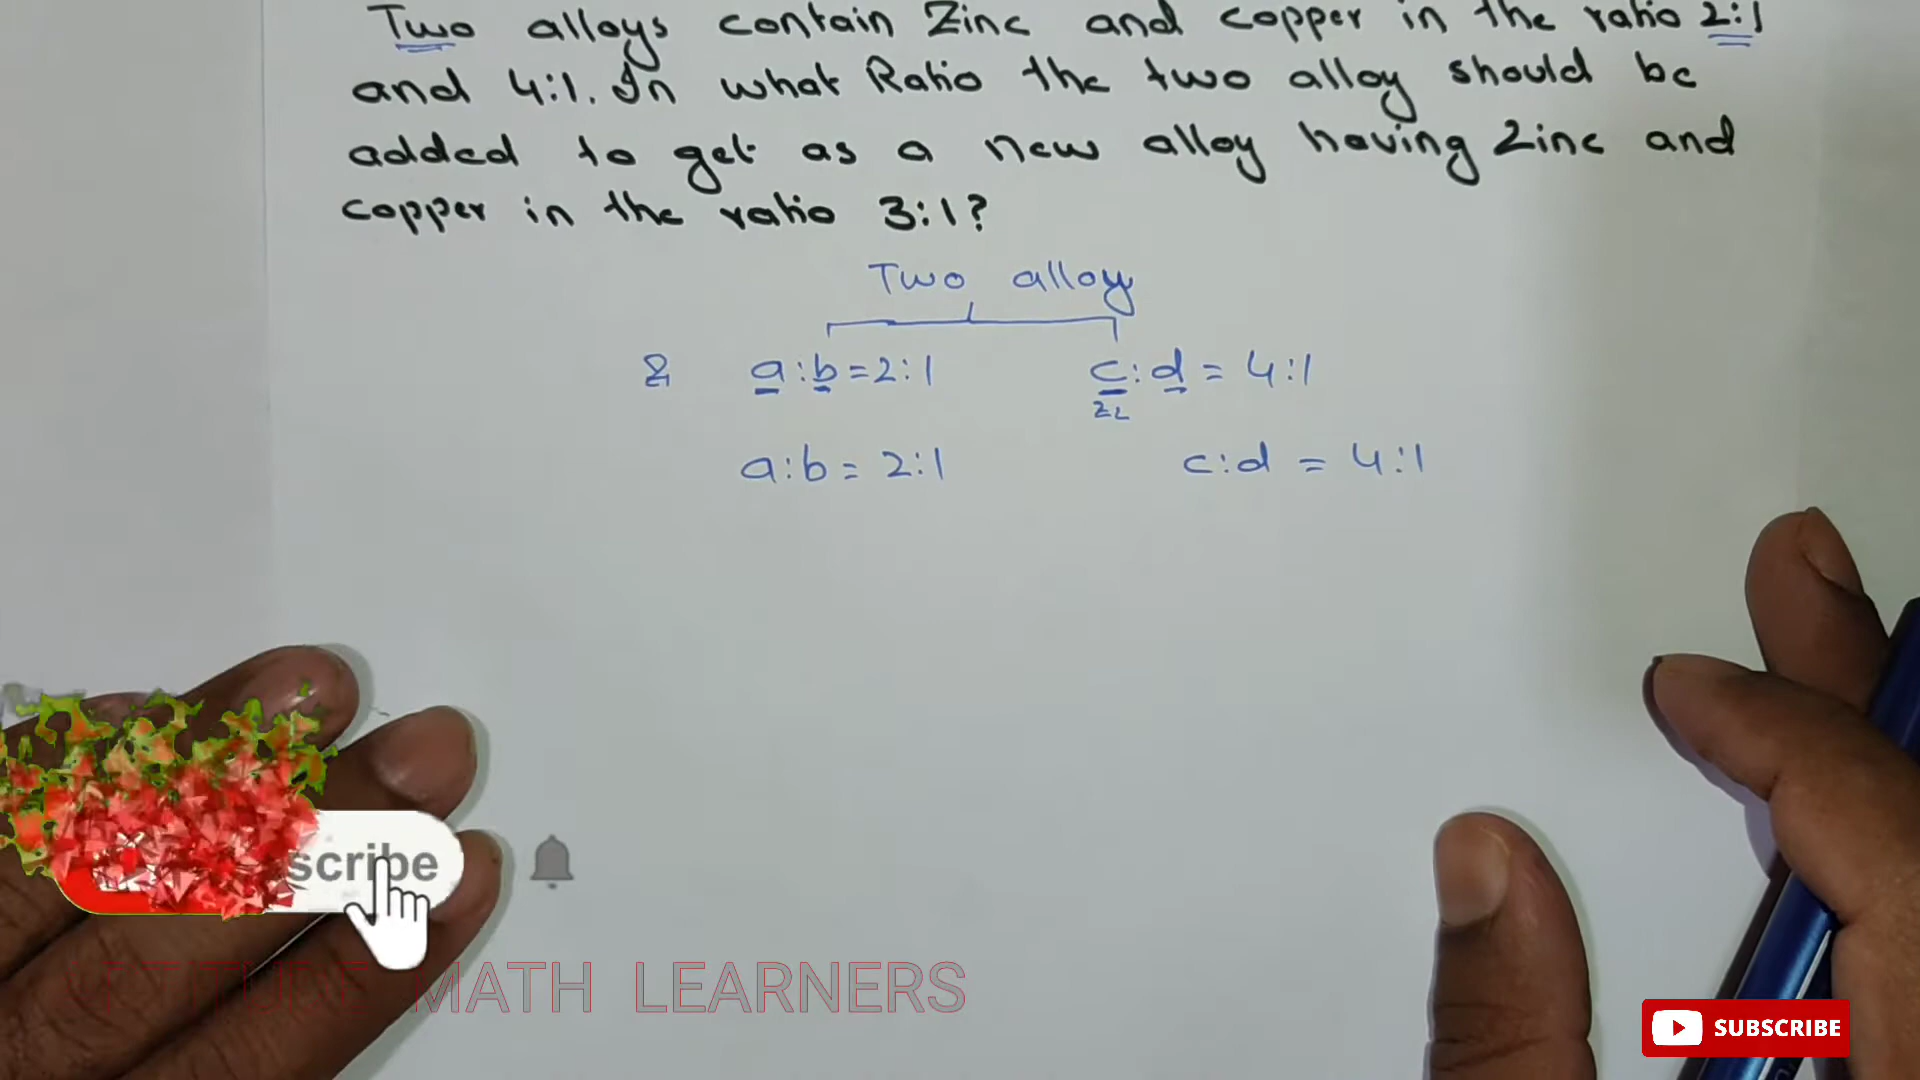 Two alloys contain Zinc and copper in the ratio 2:1
and 4:1. In what Ratio the two alloy should be
added to get as a new alloy having Zinc and
copper in the ratio 3:1?
Two alloy
a:b=2:1 c:d = 4:1
a:b = 2:1 c:d = 4:1
scribe
MATH LEARNERS
SUBSCRIBE